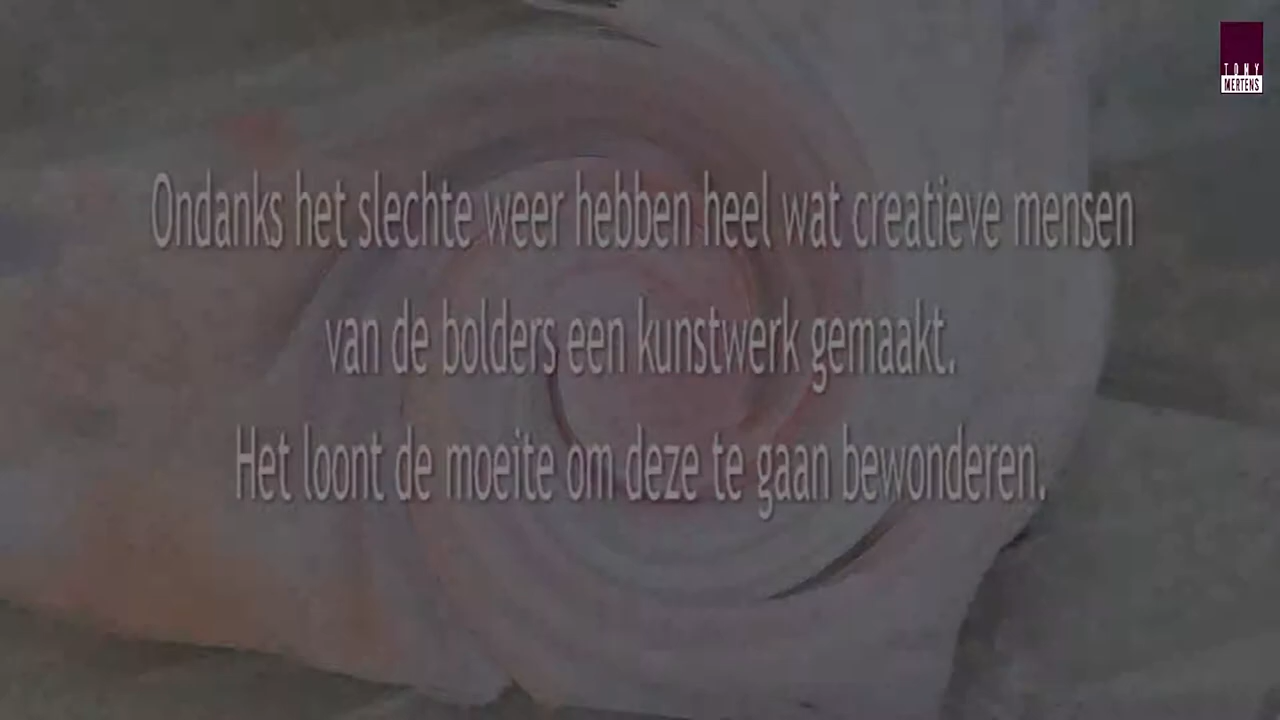 Ondanks het slechte weer hebben heel wat creatieve mensen
van de bolders een kunstwerk gemaakt.
Het loont de moeite om deze te gaan bewonderen.
TOMY
MERTENS